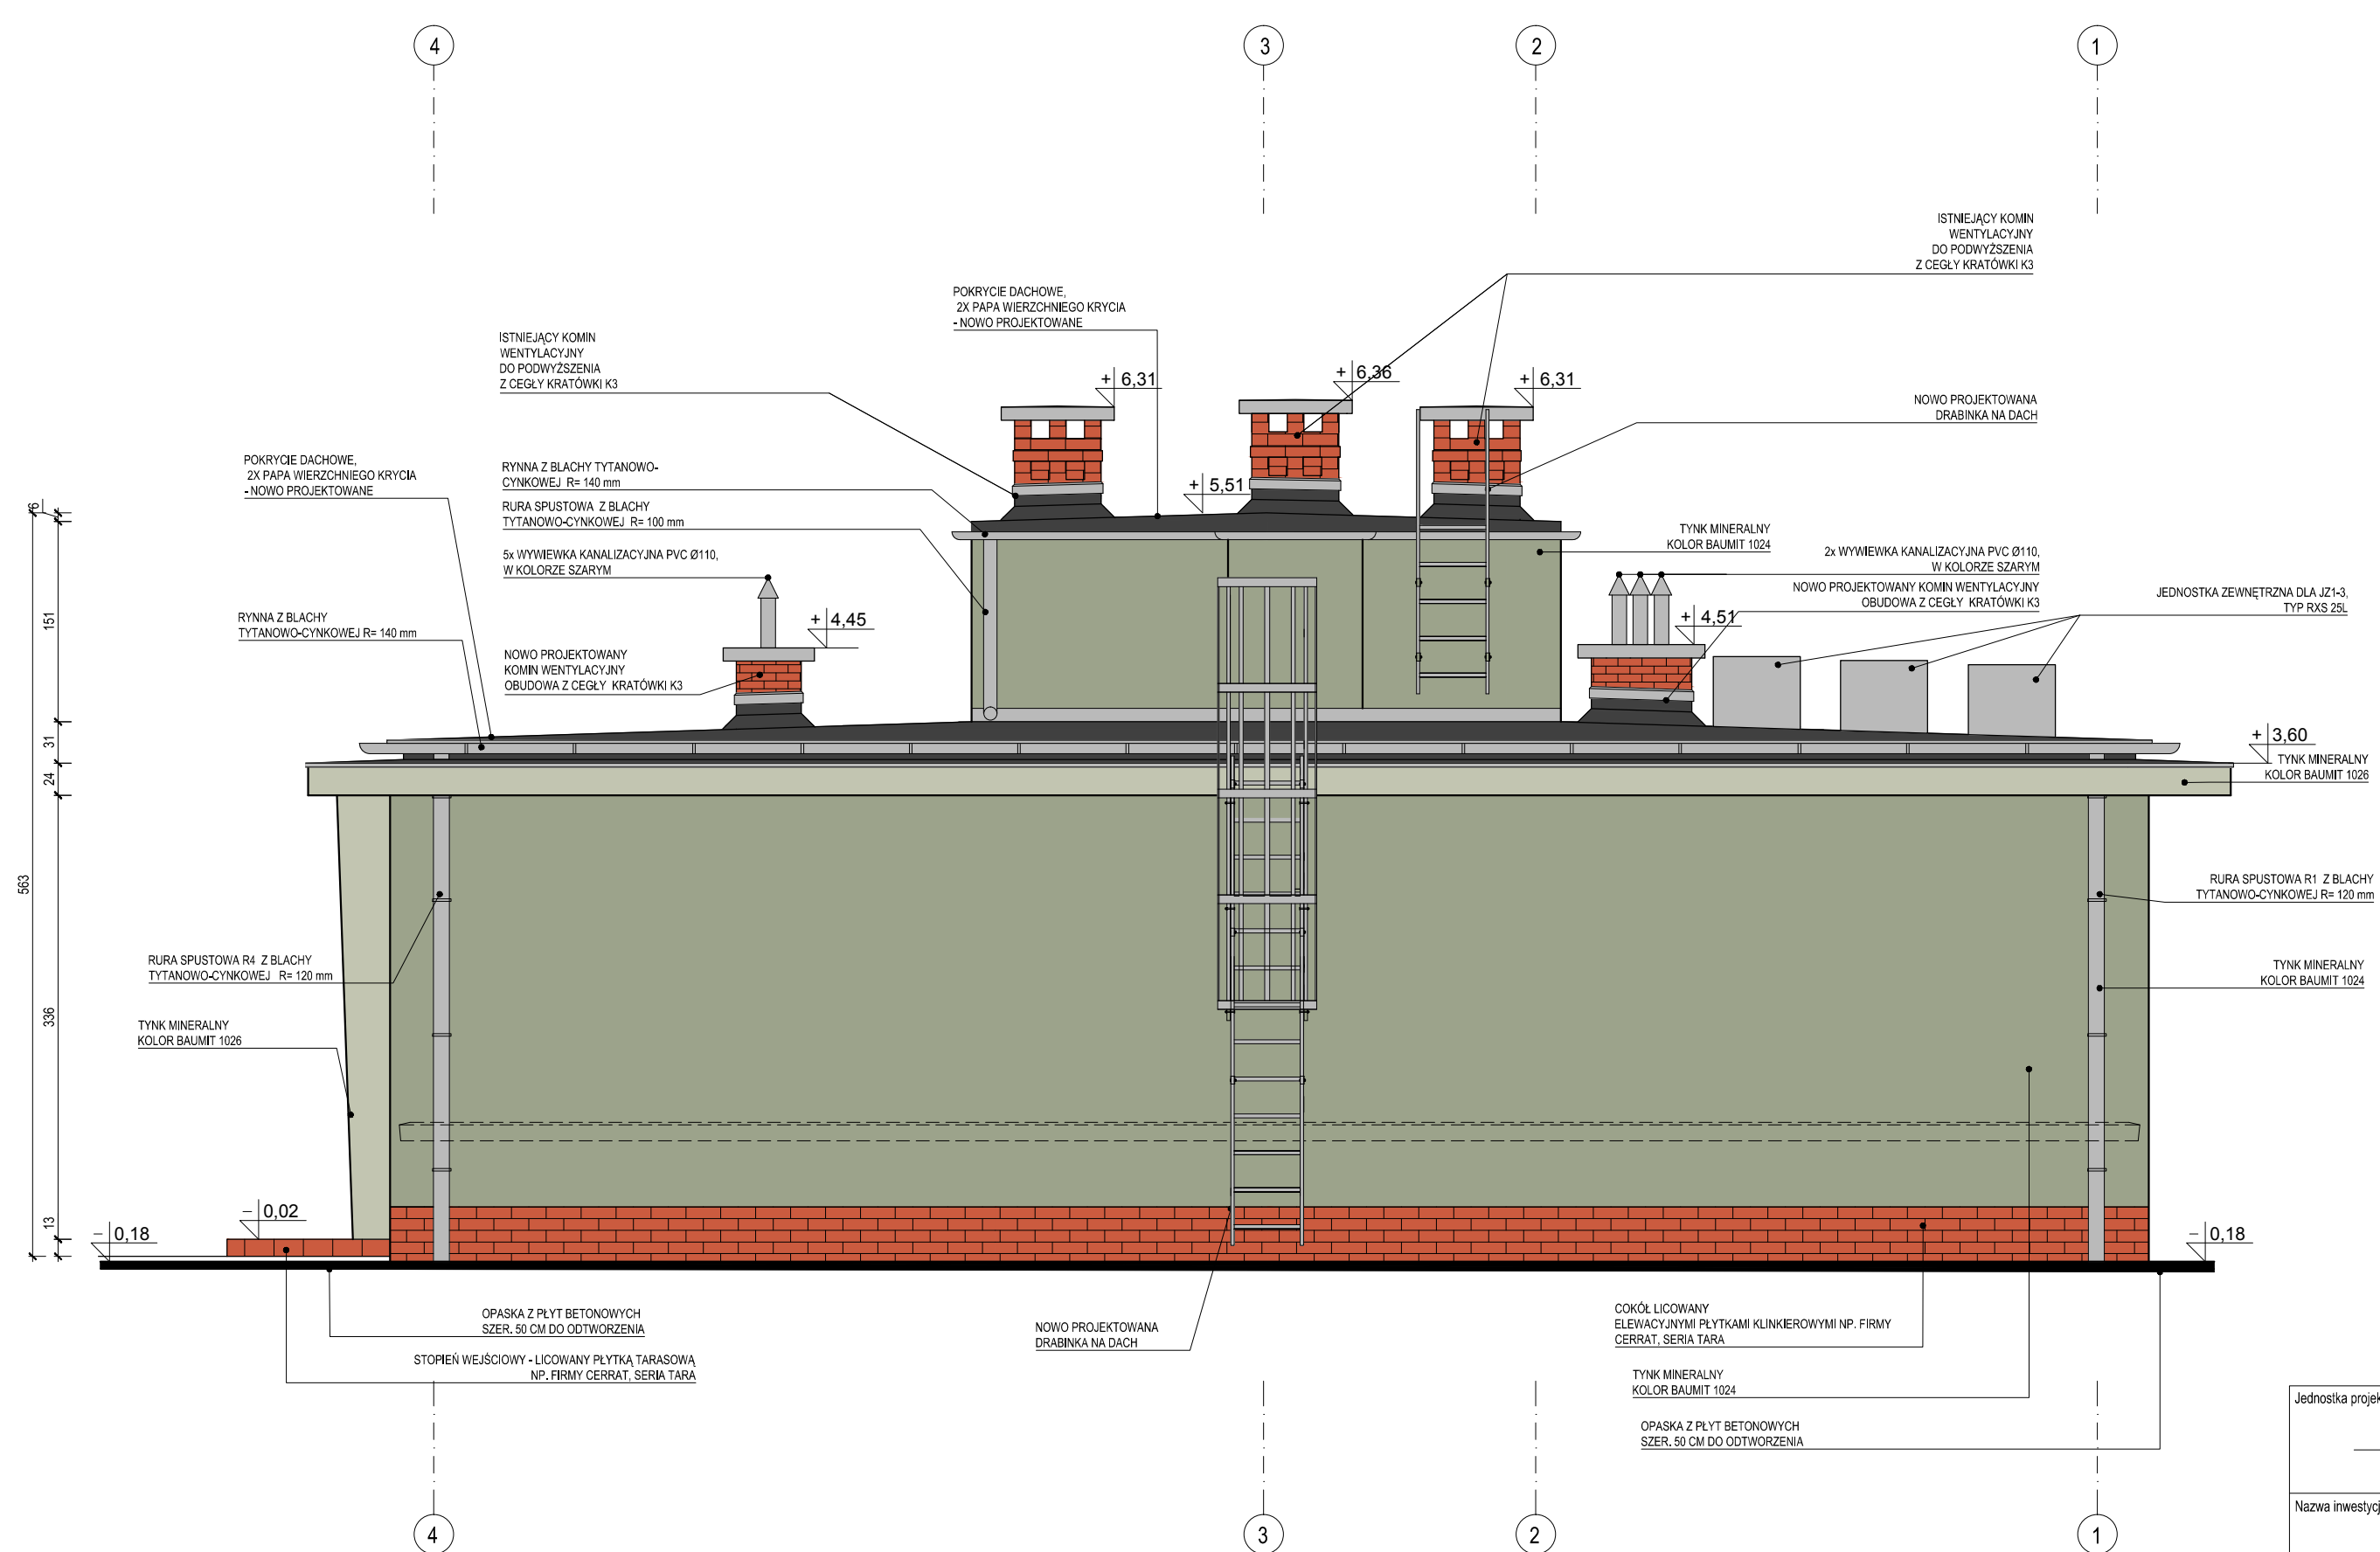 4
3
2
1
ISTNIEJĄCY KOMIN
WENTYLACYJNY
DO PODWYŻSZENIA
Z CEGŁY KRATÓWKI K3
POKRYCIE DACHOWE,
2X PAPA WIERZCHNIEGO KRYCIA
- NOWO PROJEKTOWANE
ISTNIEJĄCY KOMIN
WENTYLACYJNY
DO PODWYŻSZENIA
Z CEGŁY KRATÓWKI K3
+ 6,31
+ 6,36
+ 6,31
NOWO PROJEKTOWANA
DRABINKA NA DACH
POKRYCIE DACHOWE,
2X PAPA WIERZCHNIEGO KRYCIA
- NOWO PROJEKTOWANE
RYNNA Z BLACHY TYTANOWO-
CYNKOWEJ R= 140 mm
RURA SPUSTOWA Z BLACHY
TYTANOWO-CYNKOWEJ R= 100 mm
+ 5,51
TYNK MINERALNY
KOLOR BAUMIT 1024
5x WYWIEWKA KANALIZACYJNA PVC Ø110,
W KOLORZE SZARYM
2x WYWIEWKA KANALIZACYJNA PVC Ø110,
W KOLORZE SZARYM
NOWO PROJEKTOWANY KOMIN WENTYLACYJNY
OBUDOWA Z CEGŁY KRATÓWKI K3
JEDNOSTKA ZEWNĘTRZNA DLA JZ1-3,
TYP RXS 25L
RYNNA Z BLACHY
TYTANOWO-CYNKOWEJ R= 140 mm
+ 4,45
+ 4,51
NOWO PROJEKTOWANY
KOMIN WENTYLACYJNY
OBUDOWA Z CEGŁY KRATÓWKI K3
+ 3,60
TYNK MINERALNY
KOLOR BAUMIT 1026
6
151
31
24
563
336
13
RURA SPUSTOWA R1 Z BLACHY
TYTANOWO-CYNKOWEJ R= 120 mm
RURA SPUSTOWA R4 Z BLACHY
TYTANOWO-CYNKOWEJ R= 120 mm
TYNK MINERALNY
KOLOR BAUMIT 1024
TYNK MINERALNY
KOLOR BAUMIT 1026
− 0,18
− 0,02
− 0,18
OPASKA Z PŁYT BETONOWYCH
SZER. 50 CM DO ODTWORZENIA
STOPIEŃ WEJŚCIOWY - LICOWANY PŁYTKĄ TARASOWĄ
NP. FIRMY CERRAT, SERIA TARA
NOWO PROJEKTOWANA
DRABINKA NA DACH
COKÓŁ LICOWANY
ELEWACYJNYMI PŁYTKAMI KLINKIEROWYMI NP. FIRMY
CERRAT, SERIA TARA
TYNK MINERALNY
KOLOR BAUMIT 1024
OPASKA Z PŁYT BETONOWYCH
SZER. 50 CM DO ODTWORZENIA
Jednostka projek
Nazwa inwestycj
4
3
2
1